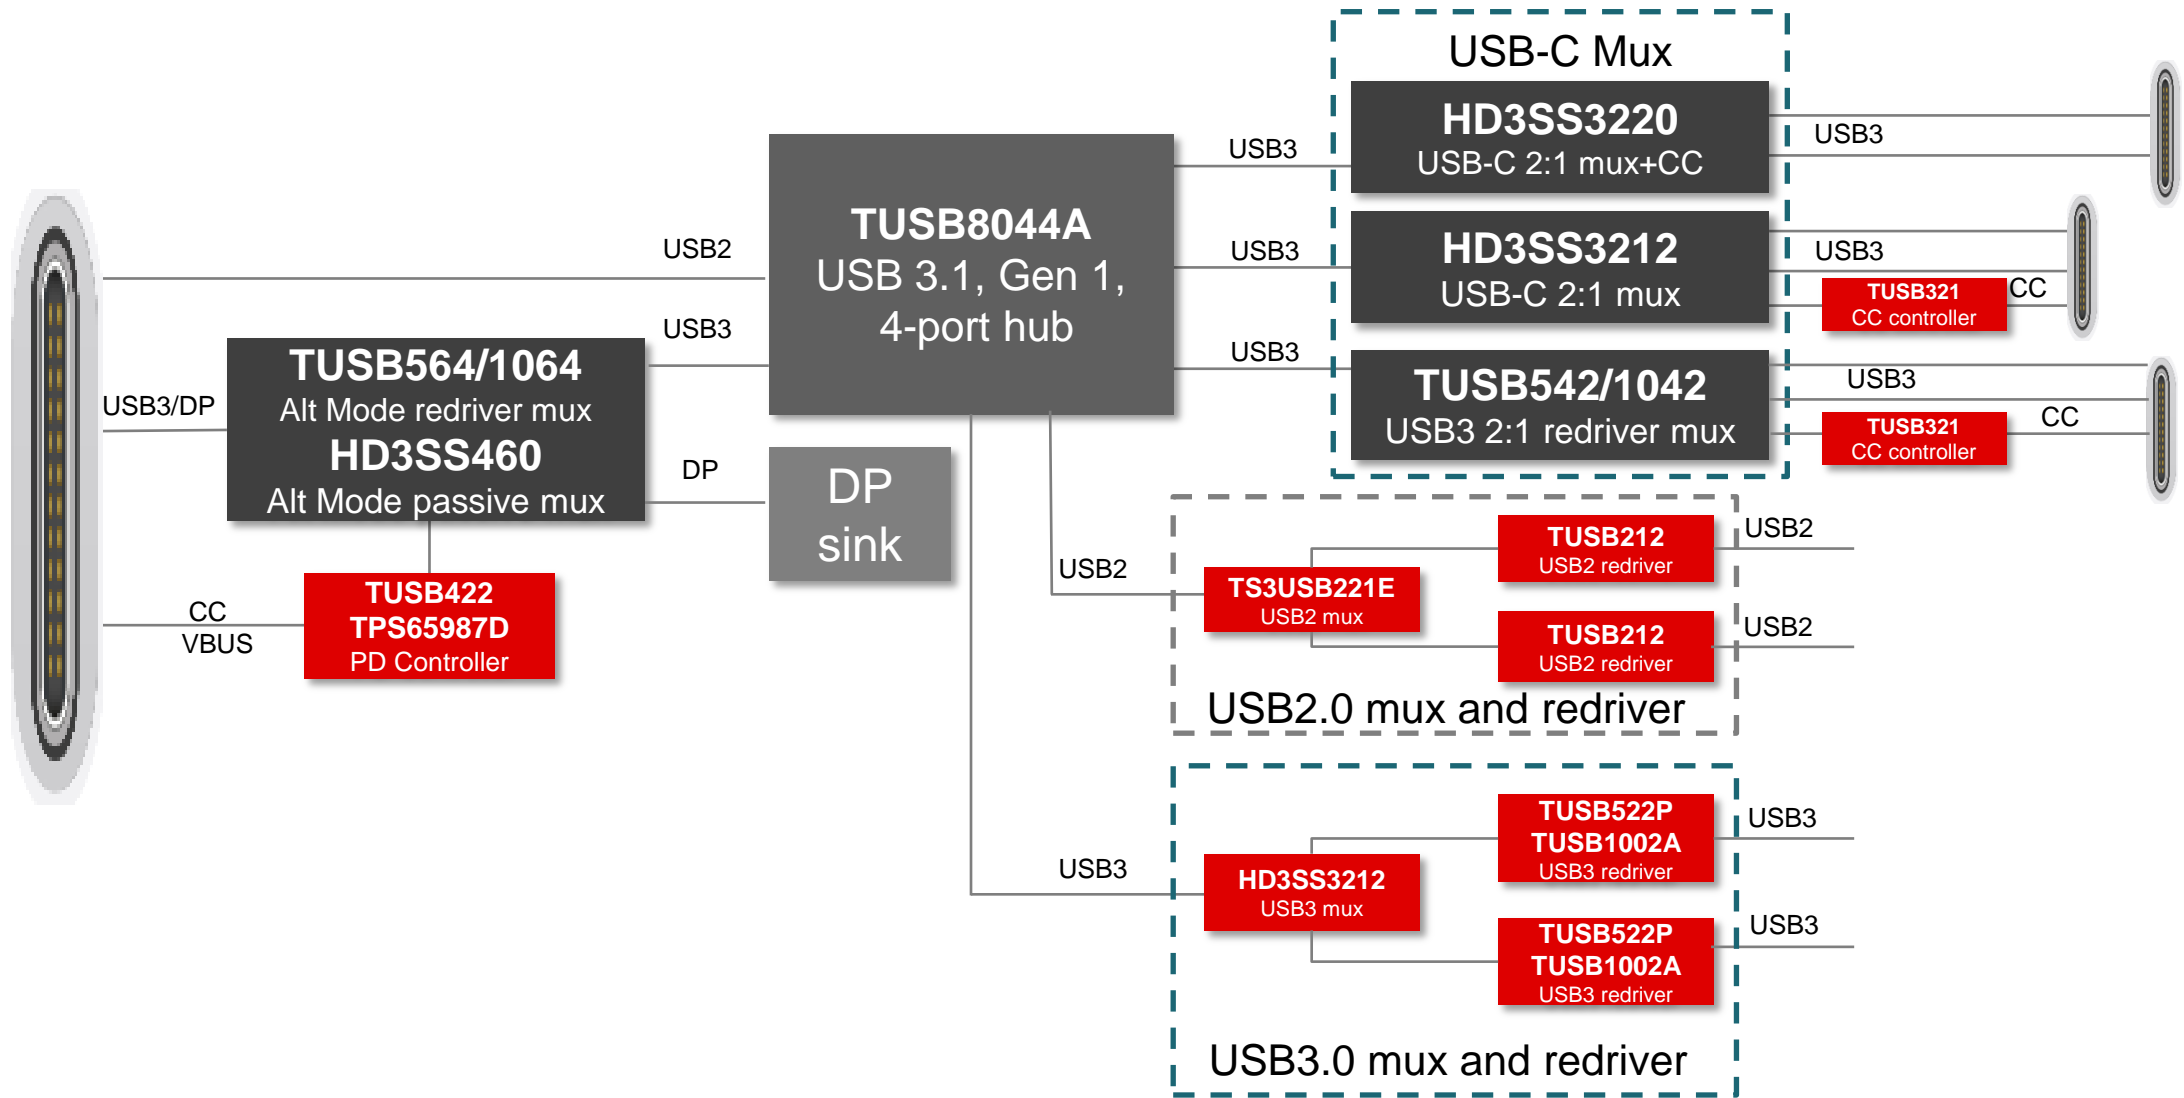 USB-C Mux
HD3SS3220
USB-C 2:1 mux+CC
USB3
USB3
TUSB8044A
USB 3.1, Gen 1,
4-port hub
USB2
USB3
HD3SS3212
USB-C 2:1 mux
USB3
TUSB321
CC controller
CC
USB3
USB3
TUSB542/1042
USB3 2:1 redriver mux
USB3
TUSB321
CC controller
CC
USB3/DP
TUSB564/1064
Alt Mode redriver mux
HD3SS460
Alt Mode passive mux
DP
DP
sink
CC
VBUS
TUSB422
TPS65987D
PD Controller
USB2
TS3USB221E
USB2 mux
TUSB212
USB2 redriver
USB2
TUSB212
USB2 redriver
USB2
USB2.0 mux and redriver
USB3
HD3SS3212
USB3 mux
TUSB522P
TUSB1002A
USB3 redriver
USB3
TUSB522P
TUSB1002A
USB3 redriver
USB3
USB3.0 mux and redriver